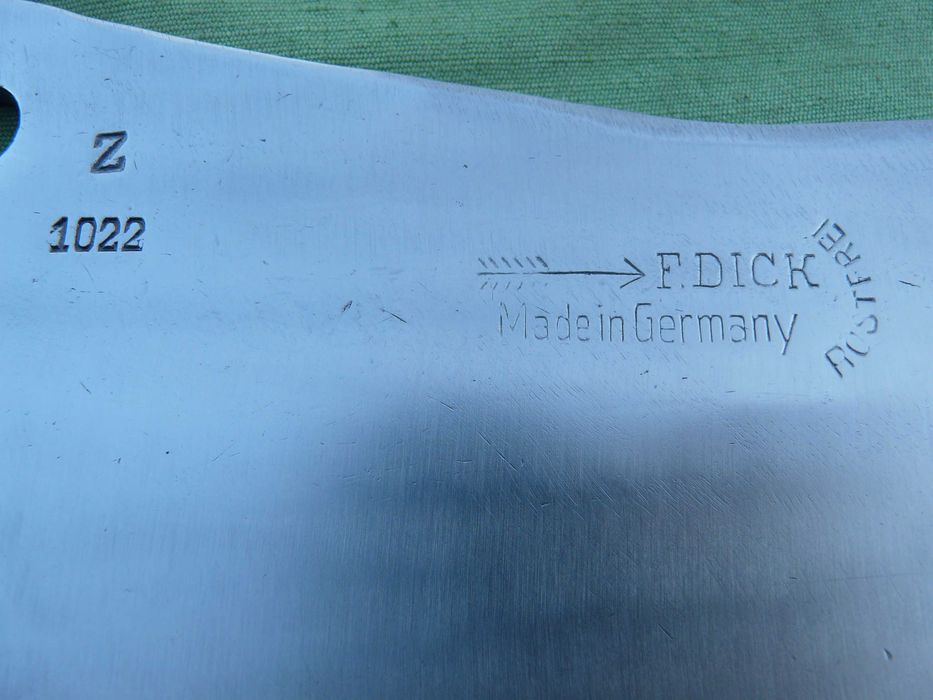 Z
1022
F.DICK
Made in Germany
ROSTFREI